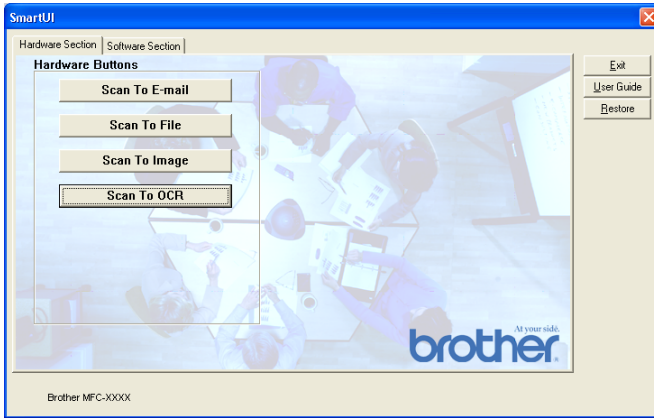 SmartUI
Hardware Section
Software Section
Hardware Buttons
Scan To E-mail
Scan To File
Scan To Image
Scan To OCR
Exit
User Guide
Restore
At your side.
brother.
Brother MFC-XXXX